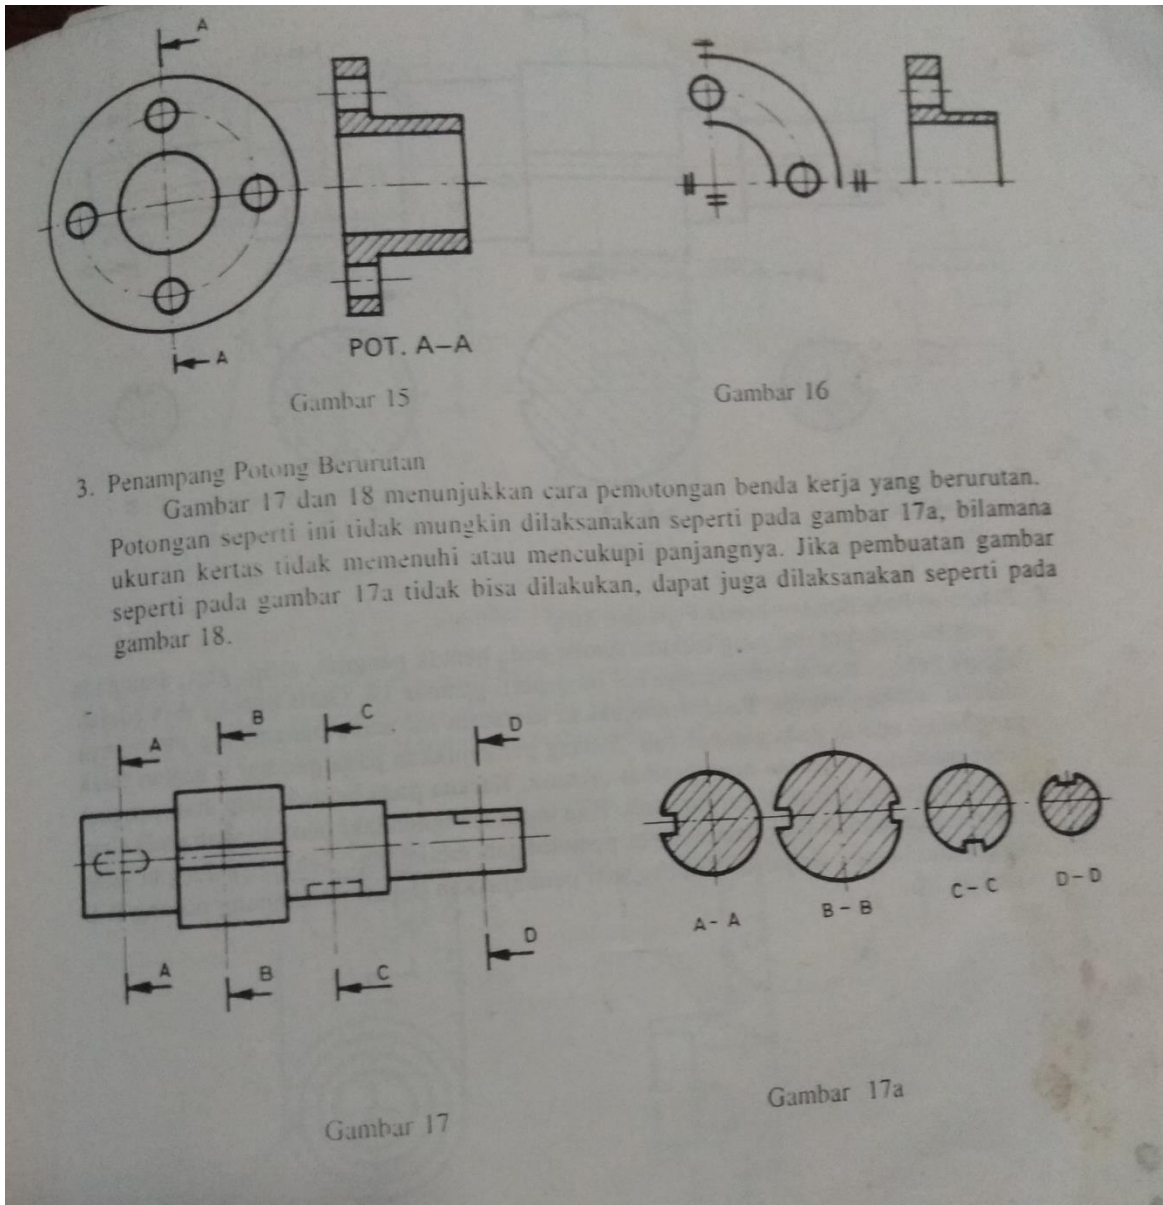 A
A
POT. A–A
Gambar 15
Gambar 16
3. Penampang Potong Berurutan
Gambar 17 dan 18 menunjukkan cara pemotongan benda kerja yang berurutan.
Potongan seperti ini tidak mungkin dilaksanakan seperti pada gambar 17a, bilamana
ukuran kertas tidak memenuhi atau mencukupi panjangnya. Jika pembuatan gambar
seperti pada gambar 17a tidak bisa dilakukan, dapat juga dilaksanakan seperti pada
gambar 18.
A B C D
A B C D
A-A B-B C-C D-D
Gambar 17
Gambar 17a